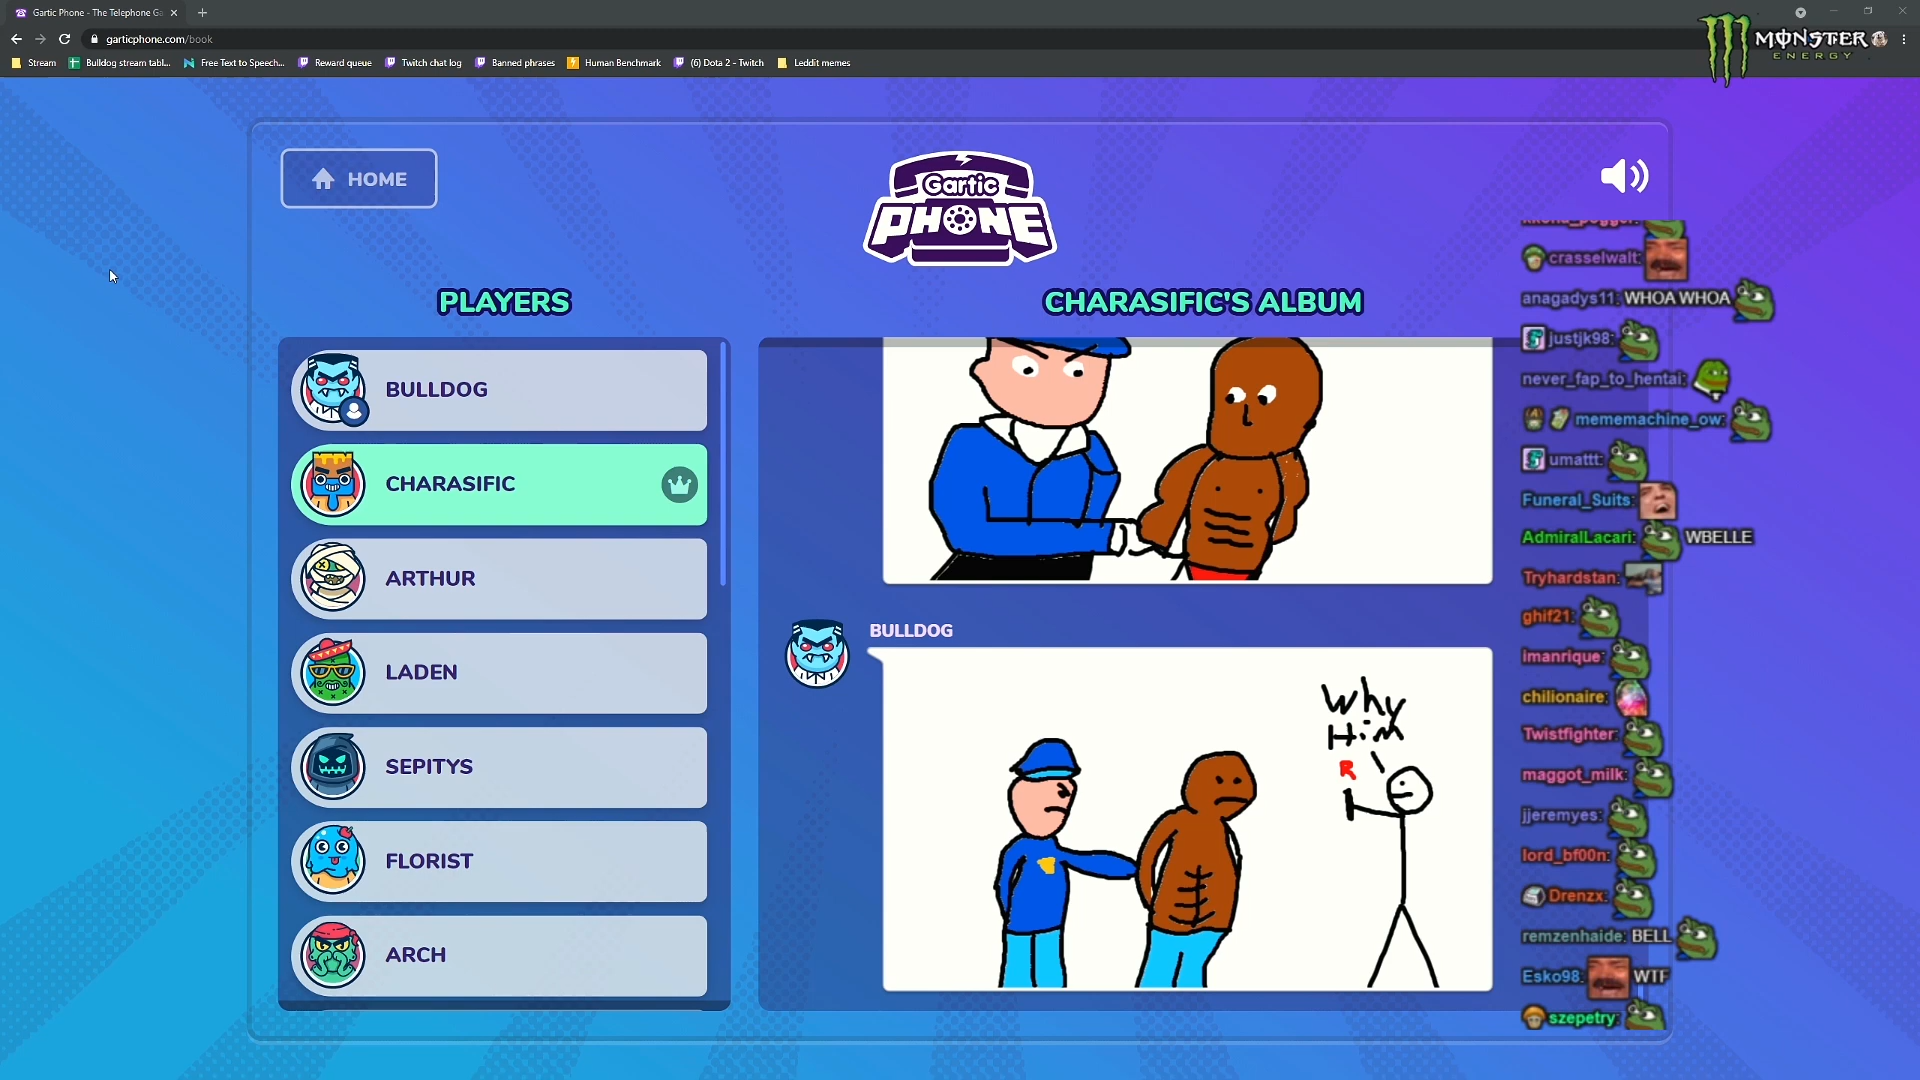 Gartic Phone - The Telephone Ga
garticphone.com/book
MONSTER
ENERGY
Stream
Bulldog stream tabl...
Free Text to Speech...
Reward queue
Twitch chat log
Banned phrases
Human Benchmark
(6) Dota 2 - Twitch
Leddit memes
HOME
Gartic
PHONE
PLAYERS
CHARASIFIC'S ALBUM
BULLDOG
CHARASIFIC
ARTHUR
LADEN
SEPITYS
FLORIST
ARCH
BULLDOG
Why
Him
R
crasselwalt:
anagadys11: WHOA WHOA
justjk98:
never_fap_to_hentai:
mememachine_ow:
umattt:
Funeral_Suits:
AdmiralLacari: WBELLE
Tryhardstan:
ghif21:
lmanrique:
chilionaire:
Twistfighter:
maggot_milk:
jjeremyes:
lord_bf00n:
Drenzx:
remzenhaide: BELL
Esko98: WTF
szepetry: